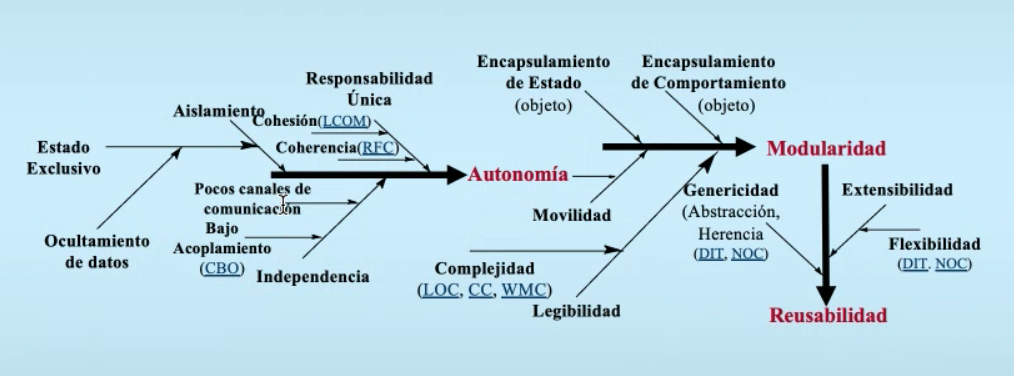 Responsabilidad
Única
Aislamiento
Cohesión(LCOM)
Coherencia(RFC)
Estado
Exclusivo
Ocultamiento
de datos
Pocos canales de
comunicación
Bajo
Acoplamiento
(CBO)
Independencia
Autonomía
Encapsulamiento
de Estado
(objeto)
Encapsulamiento
de Comportamiento
(objeto)
Movilidad
Complejidad
(LOC, CC, WMC)
Legibilidad
Modularidad
Genericidad
(Abstracción,
Herencia
(DIT, NOC)
Extensibilidad
Flexibilidad
(DIT. NOC)
Reusabilidad